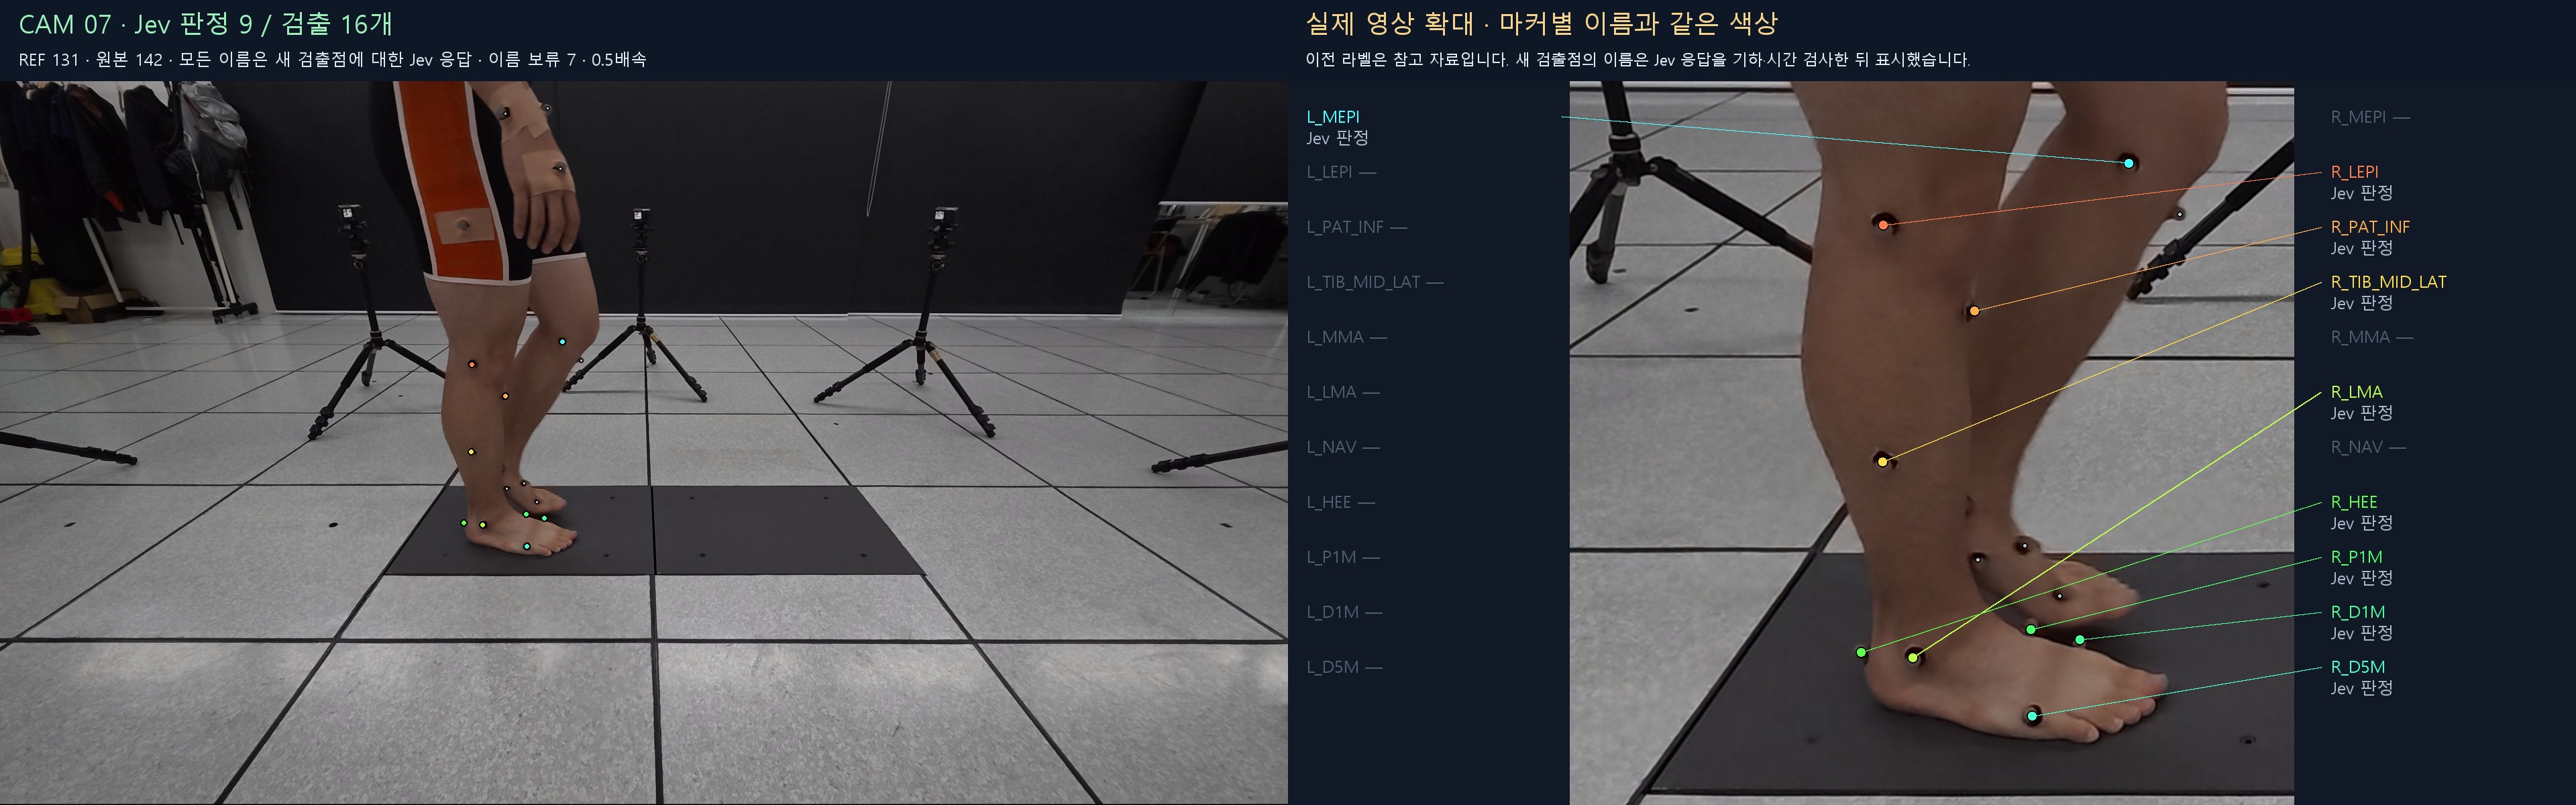 CAM 07 · Jev 판정 9 / 검출 16개
REF 131 · 원본 142 · 모든 이름은 새 검출점에 대한 Jev 응답 · 이름 보류 7 · 0.5배속
실제 영상 확대 · 마커별 이름과 같은 색상
이전 라벨은 참고 자료입니다. 새 검출점의 이름은 Jev 응답을 기하·시간 검사한 뒤 표시했습니다.
L_MEPI
Jev 판정
L_LEPI —
L_PAT_INF —
L_TIB_MID_LAT —
L_MMA —
L_LMA —
L_NAV —
L_HEE —
L_P1M —
L_D1M —
L_D5M —
R_MEPI —
R_LEPI
Jev 판정
R_PAT_INF
Jev 판정
R_TIB_MID_LAT
Jev 판정
R_MMA —
R_LMA
Jev 판정
R_NAV —
R_HEE
Jev 판정
R_P1M
Jev 판정
R_D1M
Jev 판정
R_D5M
Jev 판정